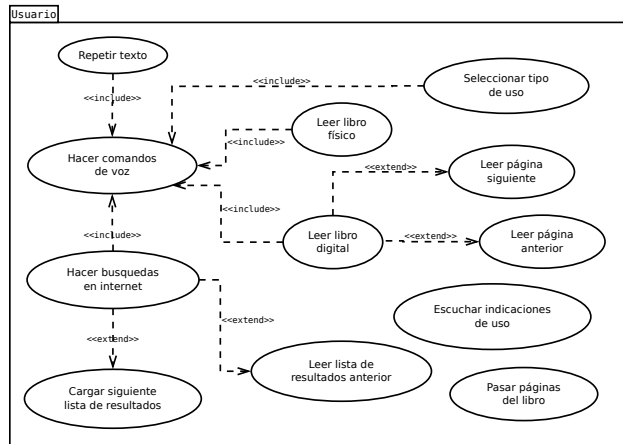 Usuario
Repetir texto
<<include>>
<<include>>
Seleccionar tipo
de uso
Leer libro
físico
<<include>>
Hacer comandos
de voz
<<extend>>
Leer página
siguiente
<<include>>
Leer libro
digital
<<extend>>
Leer página
anterior
<<include>>
Hacer busquedas
en internet
Escuchar indicaciones
de uso
<<extend>>
<<extend>>
Leer lista de
resultados anterior
Cargar siguiente
lista de resultados
Pasar páginas
del libro